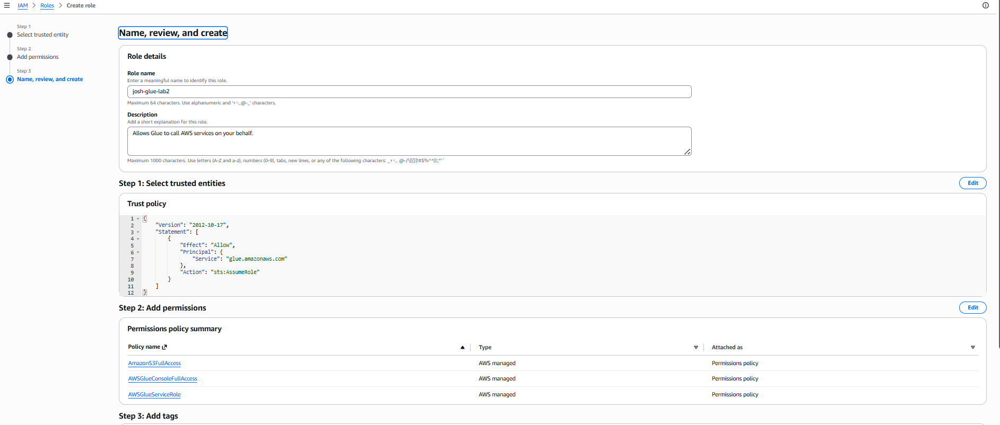 IAM > Roles > Create role
Step 1
Select trusted entity
Step 2
Add permissions
Step 3
Name, review, and create
Name, review, and create
Role details
Role name
Enter a meaningful name to identify this role.
josh-glue-lab2
Maximum 64 characters. Use alphanumeric and '+=,.@-_' characters.
Description
Add a short explanation for this role.
Allows Glue to call AWS services on your behalf.
Maximum 1000 characters. Use letters (A-Z and a-z), numbers (0-9), tabs, new lines, or any of the following characters: _+=,. @-/\[{}]!#$%^*();:"'`
Step 1: Select trusted entities
Edit
Trust policy
1 {
2 "Version": "2012-10-17",
3 "Statement": [
4 {
5 "Effect": "Allow",
6 "Principal": {
7 "Service": "glue.amazonaws.com"
8 },
9 "Action": "sts:AssumeRole"
10 }
11 ]
12 }
Step 2: Add permissions
Edit
Permissions policy summary
Policy name Type Attached as
AmazonS3FullAccess AWS managed Permissions policy
AWSGlueConsoleFullAccess AWS managed Permissions policy
AWSGlueServiceRole AWS managed Permissions policy
Step 3: Add tags